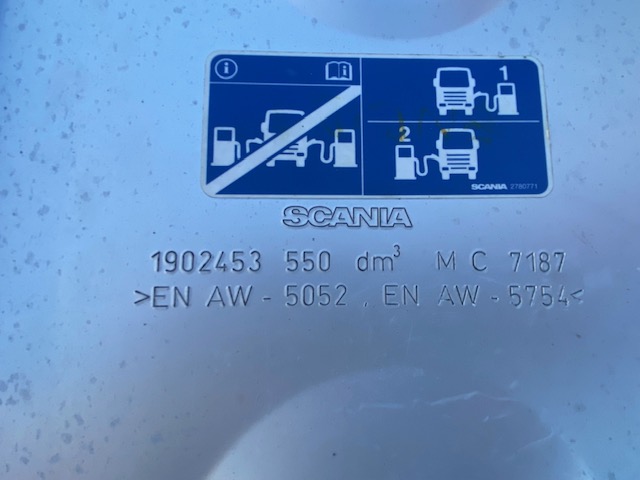 1
2
SCANIA 2780771
SCANIA
1902453 550 dm³ M C 7187
>EN AW - 5052 , EN AW - 5754<